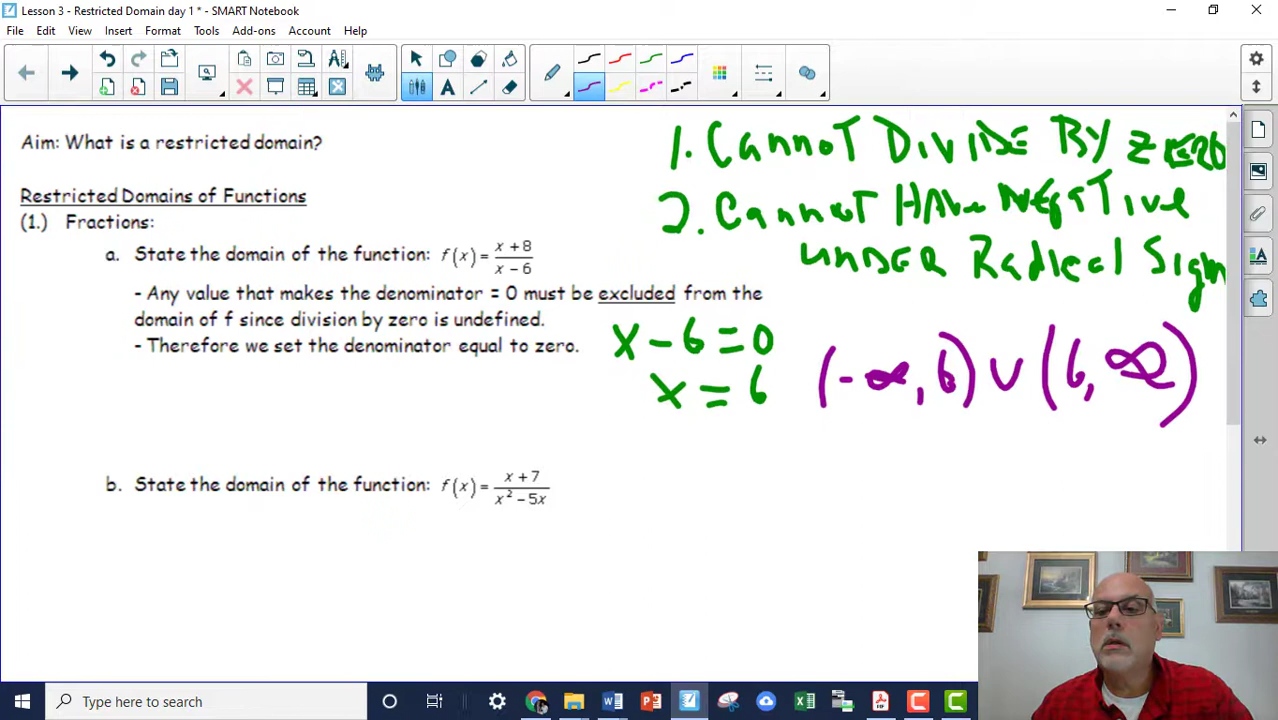 Lesson 3 - Restricted Domain day 1 * - SMART Notebook
File Edit View Insert Format Tools Add-ons Account Help
Aim: What is a restricted domain?
Restricted Domains of Functions
(1.) Fractions:
a. State the domain of the function: f(x) = (x + 8)/(x − 6)
- Any value that makes the denominator = 0 must be excluded from the
domain of f since division by zero is undefined.
- Therefore we set the denominator equal to zero.
1. CannoT DIVIDE BY ZERO
2. Cannot HAve NEgaTive
UNDER Radical Sign
x − 6 = 0
x = 6
(-∞, 6) ∪ (6, ∞)
b. State the domain of the function: f(x) = (x + 7)/(x² − 5x)
Type here to search